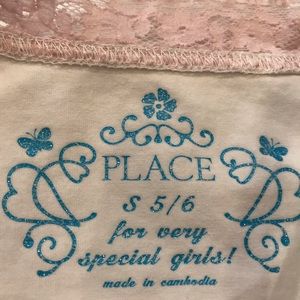 PLACE
S 5/6
for very
special girls!
made in cambodia